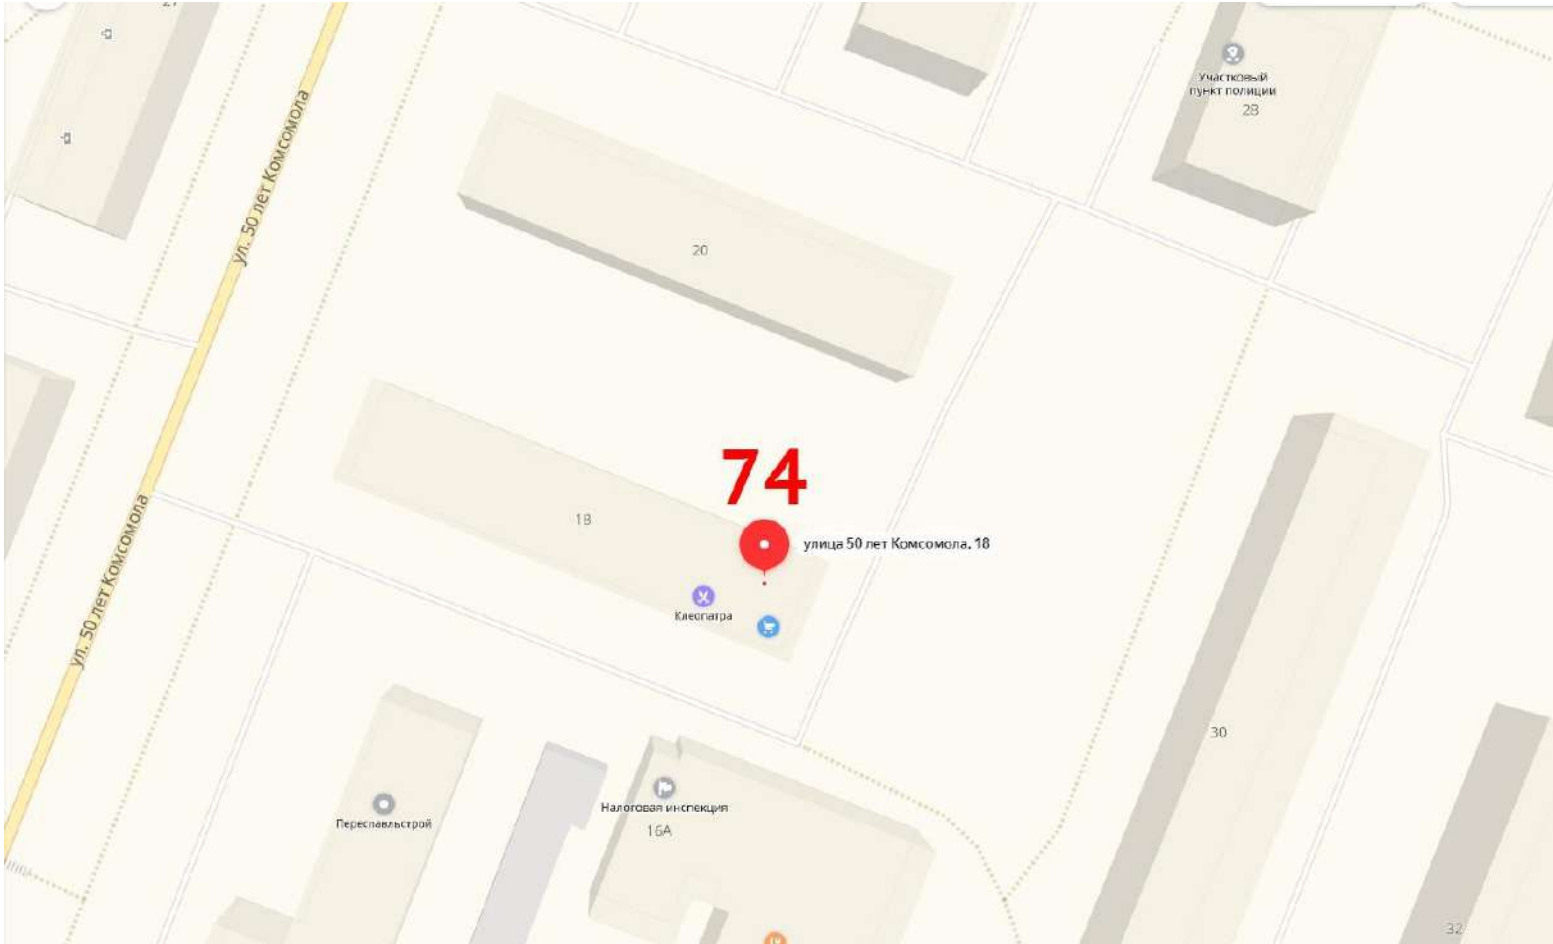 ул. 50 лет Комсомола
Участковый
пункт полиции
28
20
74
18
улица 50 лет Комсомола, 18
Клеопатра
ул. 50 лет Комсомола
30
Налоговая инспекция
16А
Переславльстрой
32